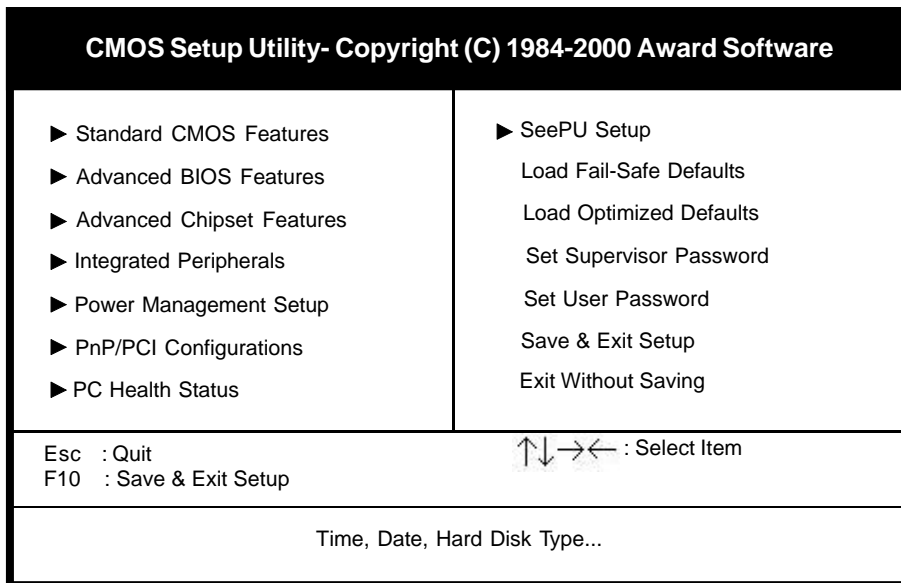 CMOS Setup Utility- Copyright (C) 1984-2000 Award Software
▶ Standard CMOS Features
▶ Advanced BIOS Features
▶ Advanced Chipset Features
▶ Integrated Peripherals
▶ Power Management Setup
▶ PnP/PCI Configurations
▶ PC Health Status
▶ SeePU Setup
Load Fail-Safe Defaults
Load Optimized Defaults
Set Supervisor Password
Set User Password
Save & Exit Setup
Exit Without Saving
Esc : Quit
F10 : Save & Exit Setup
↑↓→← : Select Item
Time, Date, Hard Disk Type...